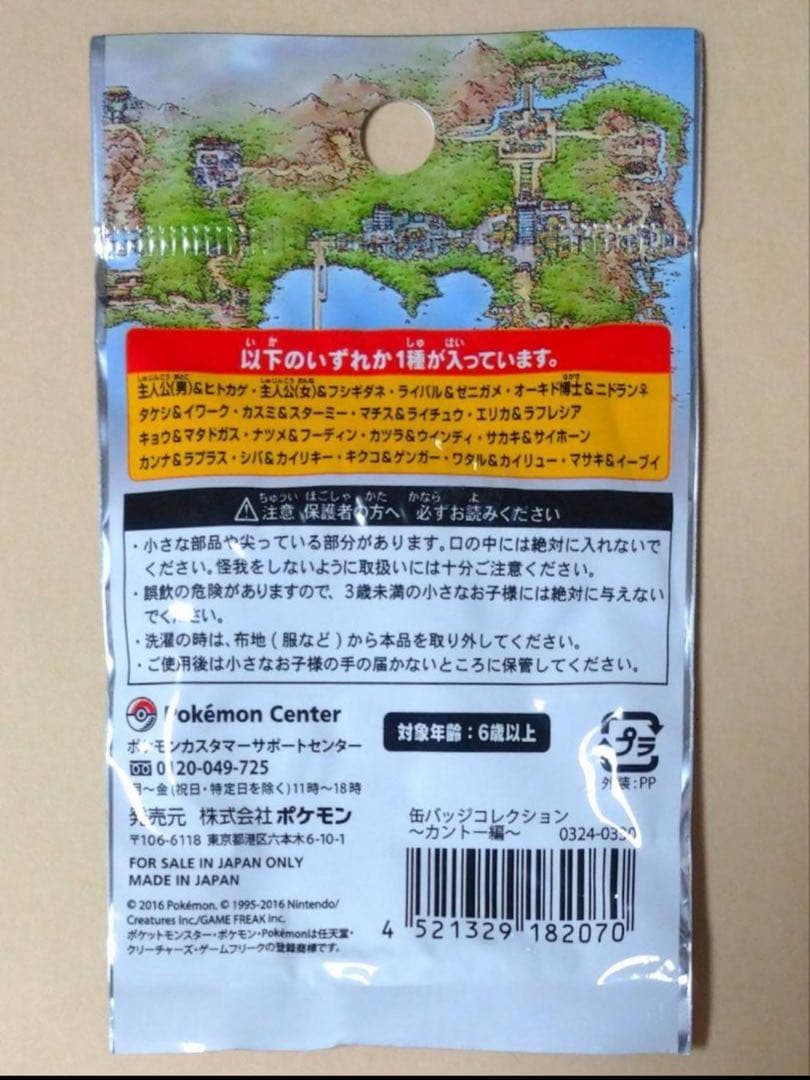 以下のいずれか1種が入っています。
主人公(男)&ヒトカゲ・主人公(女)&フシギダネ・ライバル&ゼニガメ・オーキド博士&ニドラン♀
タケシ&イワーク・カスミ&スターミー・マチス&ライチュウ・エリカ&ラフレシア
キョウ&マタドガス・ナツメ&フーディン・カツラ&ウインディ・サカキ&サイホーン
カンナ&ラプラス・シバ&カイリキー・キクコ&ゲンガー・ワタル&カイリュー・マサキ&イーブイ
注意 保護者の方へ 必ずお読みください
・小さな部品や尖っている部分があります。口の中には絶対に入れないで
ください。怪我をしないように取扱いには十分ご注意ください。
・誤飲の危険がありますので、3歳未満の小さなお子様には絶対に与えない
でください。
・洗濯の時は、布地(服など)から本品を取り外してください。
・ご使用後は小さなお子様の手の届かないところに保管してください。
Pokémon Center
ポケモンカスタマーサポートセンター
0120-049-725
月〜金(祝日・特定日を除く)11時〜18時
対象年齢:6歳以上
プラ
外装:PP
発売元 株式会社ポケモン
〒106-6118 東京都港区六本木6-10-1
FOR SALE IN JAPAN ONLY
MADE IN JAPAN
© 2016 Pokémon. © 1995-2016 Nintendo/
Creatures Inc./GAME FREAK inc.
ポケットモンスター・ポケモン・Pokémonは任天堂・
クリーチャーズ・ゲームフリークの登録商標です。
缶バッジコレクション
〜カントー編〜 0324-0330
4 521329 182070